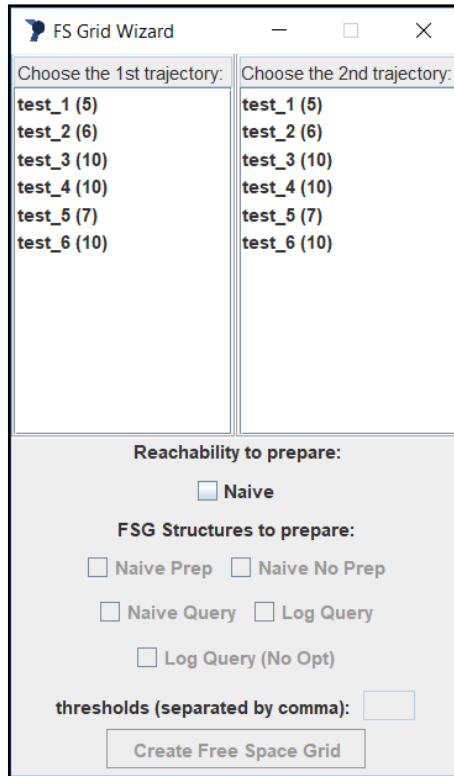 FS Grid Wizard
Choose the 1st trajectory:
test_1 (5)
test_2 (6)
test_3 (10)
test_4 (10)
test_5 (7)
test_6 (10)
Choose the 2nd trajectory:
test_1 (5)
test_2 (6)
test_3 (10)
test_4 (10)
test_5 (7)
test_6 (10)
Reachability to prepare:
Naive
FSG Structures to prepare:
Naive Prep Naive No Prep
Naive Query Log Query
Log Query (No Opt)
thresholds (separated by comma):
Create Free Space Grid